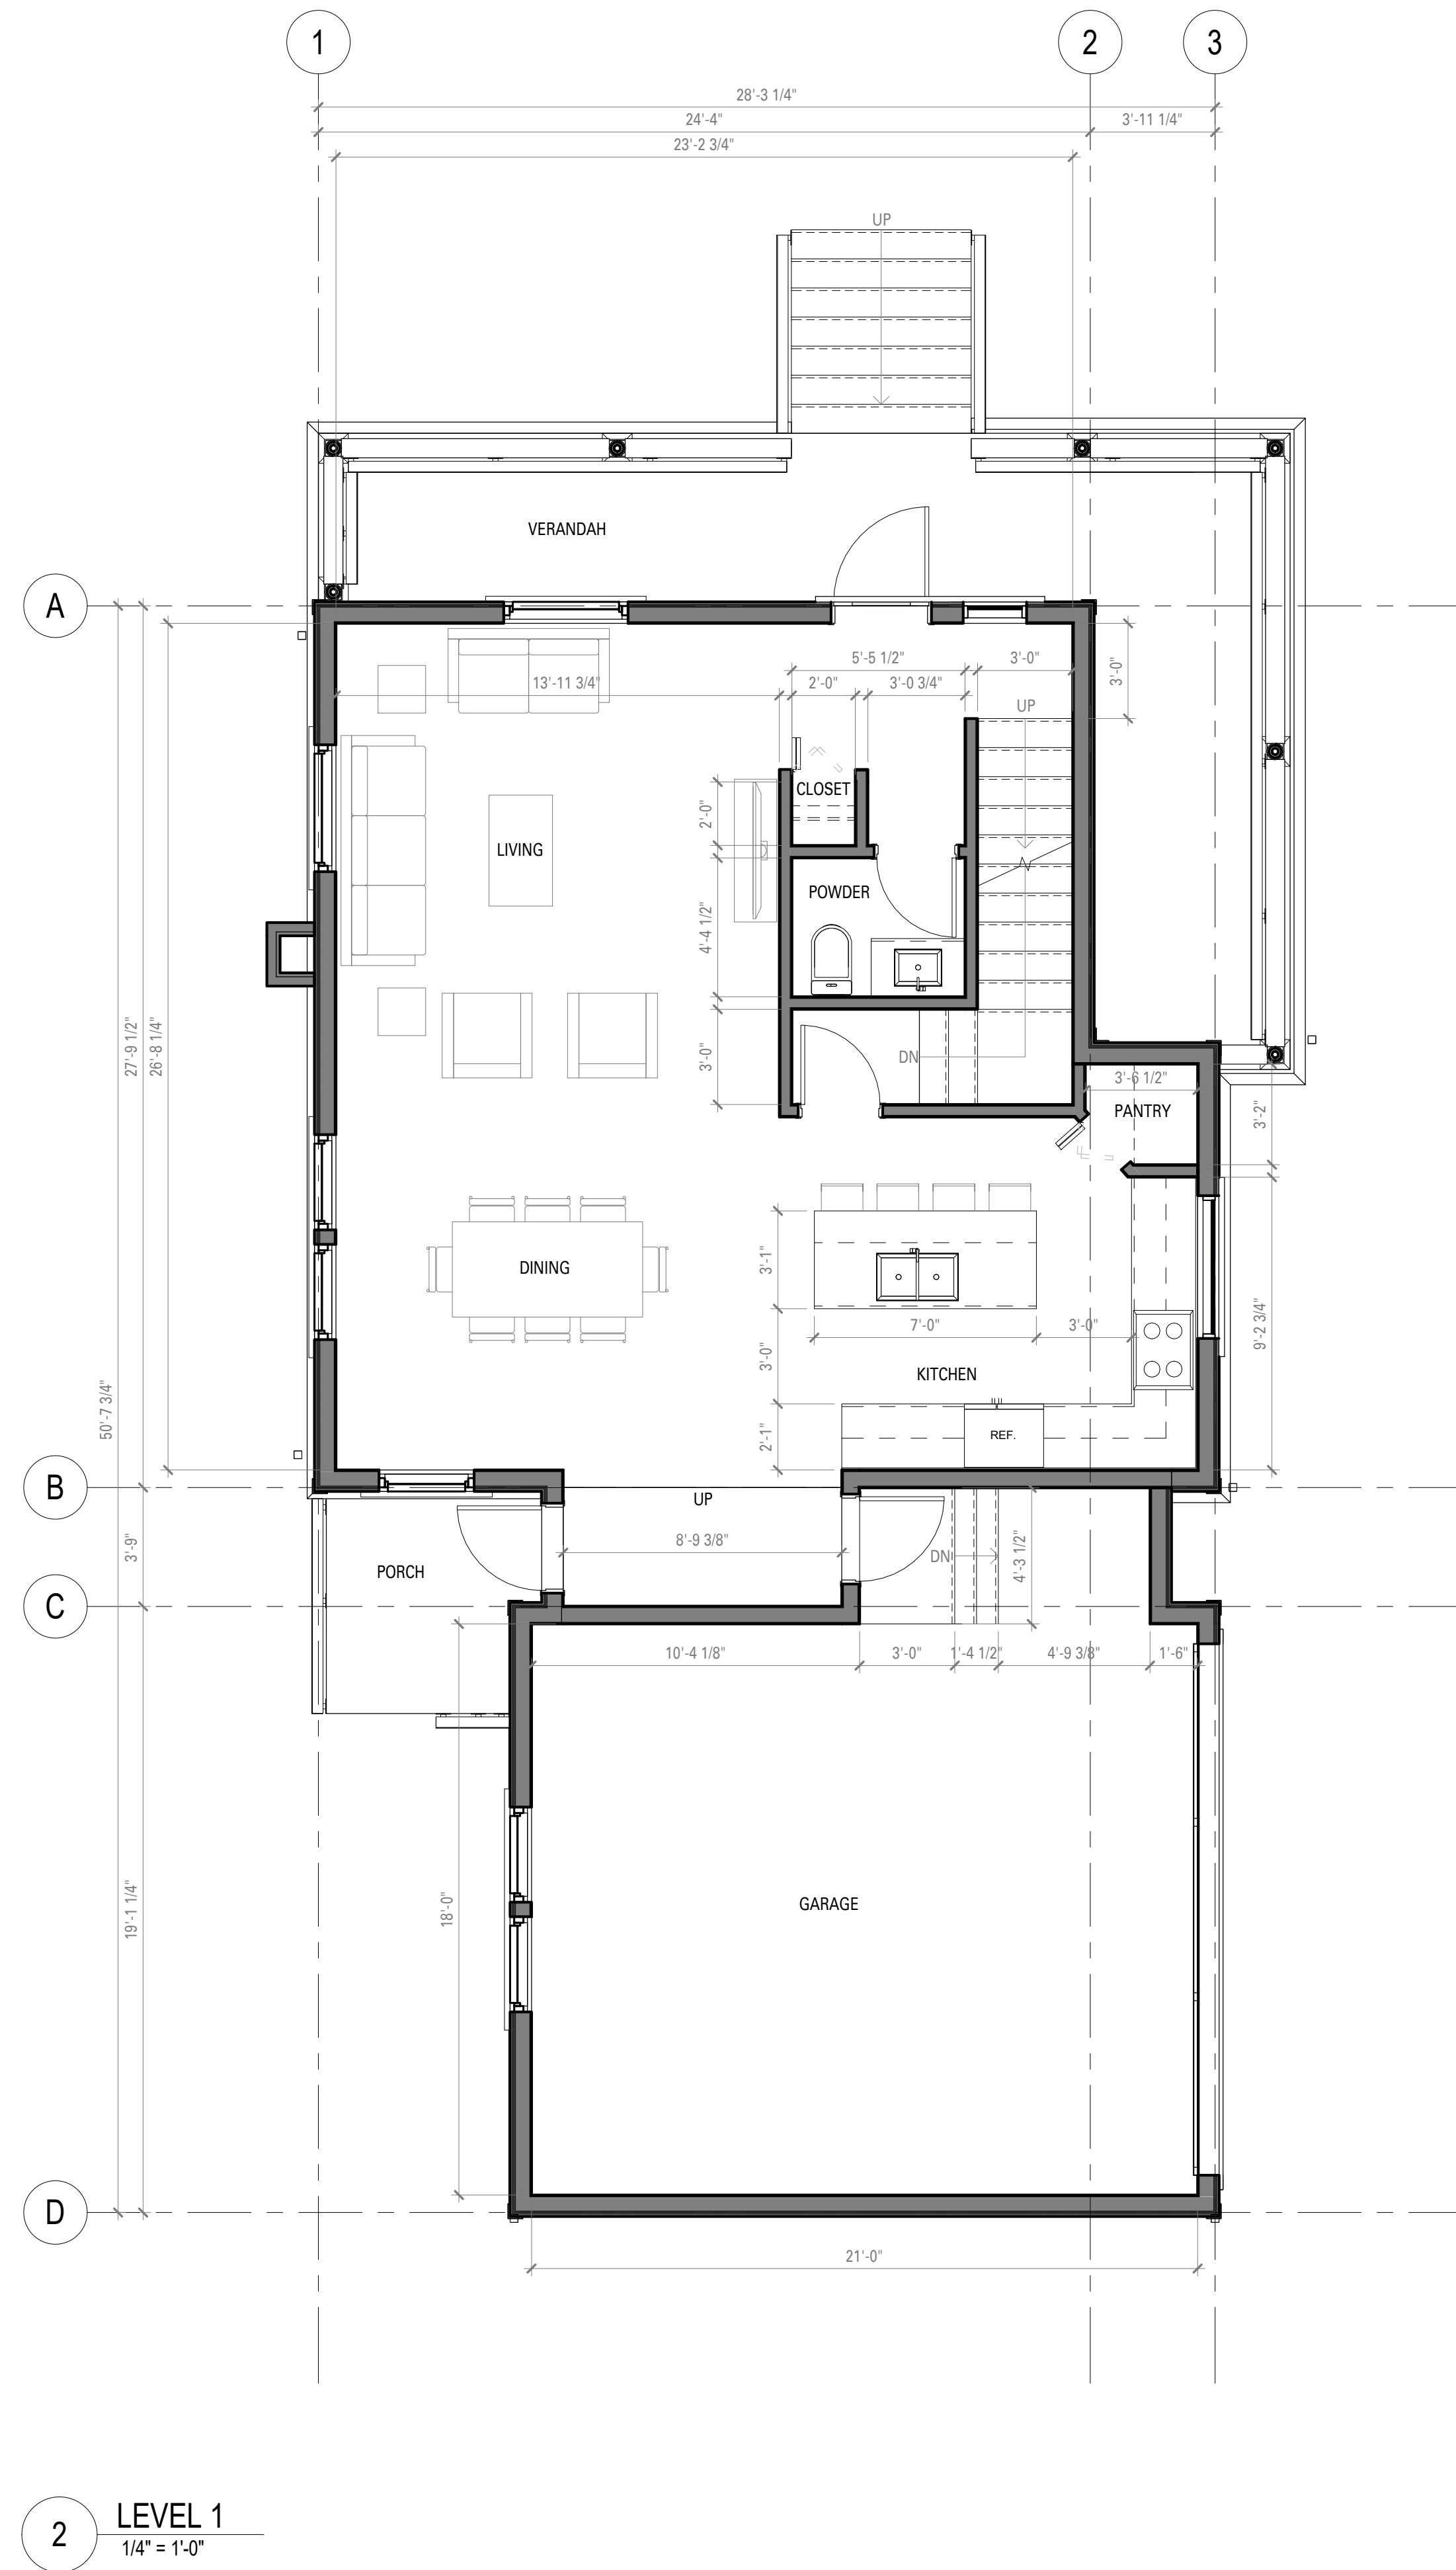 1 2 3
28'-3 1/4"
24'-4" 3'-11 1/4"
23'-2 3/4"
UP
VERANDAH
A
5'-5 1/2" 3'-0"
13'-11 3/4" 2'-0" 3'-0 3/4"
3'-0"
UP
CLOSET
2'-0"
LIVING
POWDER
4'-4 1/2"
27'-9 1/2"
26'-8 1/4"
3'-0"
DN
3'-6 1/2"
PANTRY
3'-2"
3'-1"
DINING
7'-0" 3'-0"
9'-2 3/4"
3'-0"
KITCHEN
50'-7 3/4"
2'-1"
REF.
B
UP
3'-9"
8'-9 3/8"
DN
4'-3 1/2"
PORCH
C
10'-4 1/8" 3'-0" 1'-4 1/2" 4'-9 3/8" 1'-6"
19'-1 1/4"
18'-0"
GARAGE
D
21'-0"
2
LEVEL 1
1/4" = 1'-0"